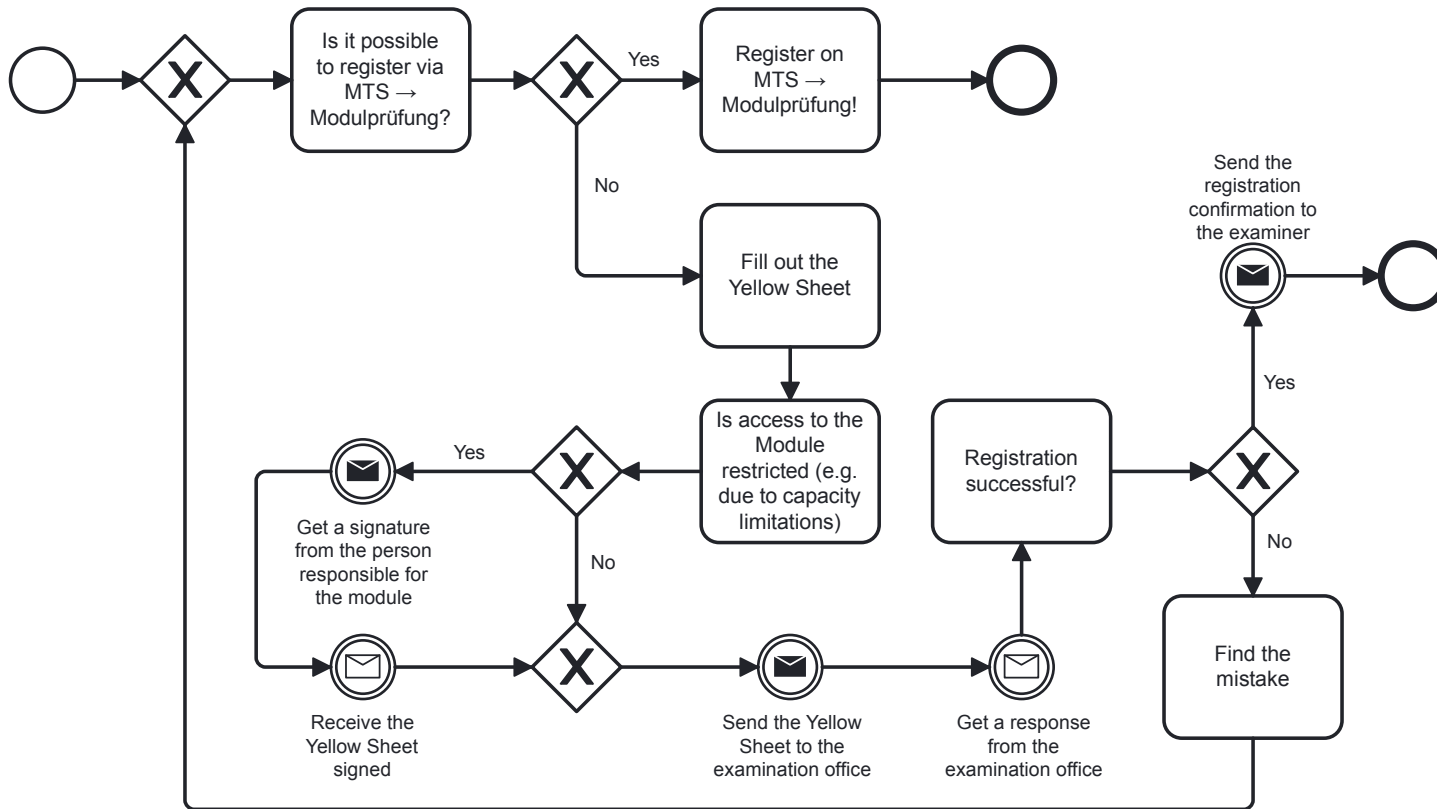 Is it possible
to register via
MTS →
Modulprüfung?
Yes
Register on
MTS →
Modulprüfung!
No
Send the
registration
confirmation to
the examiner
Fill out the
Yellow Sheet
Yes
Is access to the
Module
restricted (e.g.
due to capacity
limitations)
Yes
Registration
successful?
Get a signature
from the person
responsible for
the module
No
No
Find the
mistake
Receive the
Yellow Sheet
signed
Send the Yellow
Sheet to the
examination office
Get a response
from the
examination office